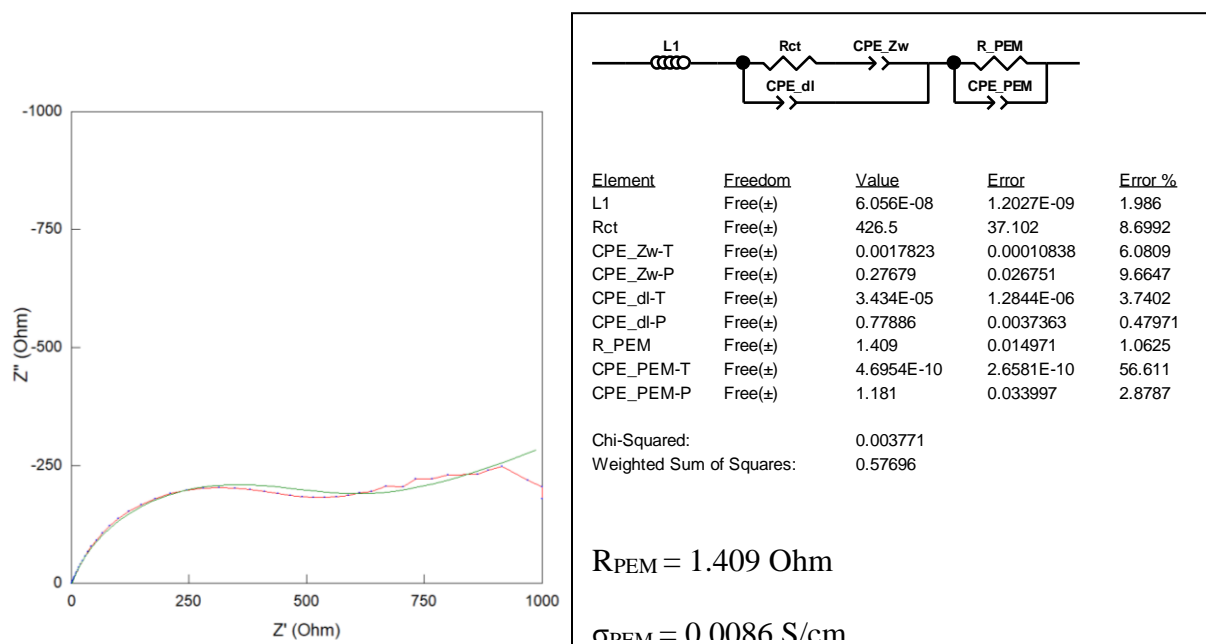 -1000
-750
-500
-250
0
0 250 500 750 1000
Z' (Ohm)
Z'' (Ohm)
L1 Rct CPE_Zw R_PEM
CPE_dl CPE_PEM
Element Freedom Value Error Error %
L1 Free(±) 6.056E-08 1.2027E-09 1.986
Rct Free(±) 426.5 37.102 8.6992
CPE_Zw-T Free(±) 0.0017823 0.00010838 6.0809
CPE_Zw-P Free(±) 0.27679 0.026751 9.6647
CPE_dl-T Free(±) 3.434E-05 1.2844E-06 3.7402
CPE_dl-P Free(±) 0.77886 0.0037363 0.47971
R_PEM Free(±) 1.409 0.014971 1.0625
CPE_PEM-T Free(±) 4.6954E-10 2.6581E-10 56.611
CPE_PEM-P Free(±) 1.181 0.033997 2.8787
Chi-Squared: 0.003771
Weighted Sum of Squares: 0.57696
RPEM = 1.409 Ohm
σPEM = 0.0086 S/cm